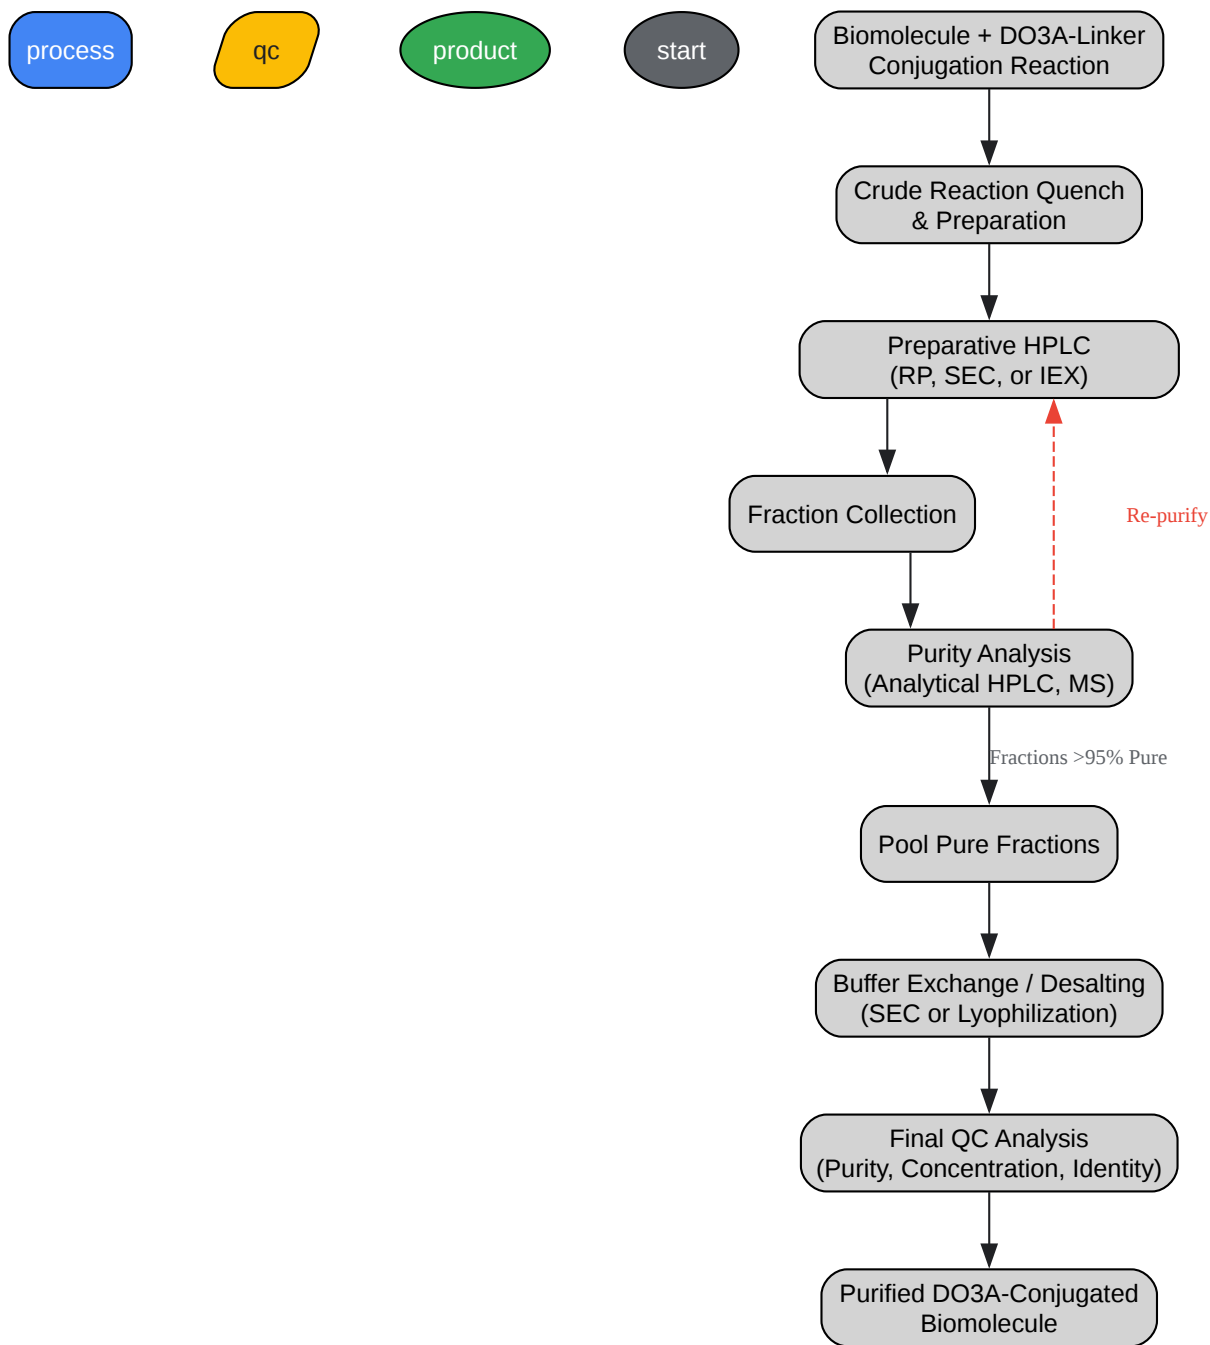 process
qc
product
start
Biomolecule + DO3A-Linker
Conjugation Reaction
Crude Reaction Quench
& Preparation
Preparative HPLC
(RP, SEC, or IEX)
Fraction Collection
Re-purify
Purity Analysis
(Analytical HPLC, MS)
Fractions >95% Pure
Pool Pure Fractions
Buffer Exchange / Desalting
(SEC or Lyophilization)
Final QC Analysis
(Purity, Concentration, Identity)
Purified DO3A-Conjugated
Biomolecule